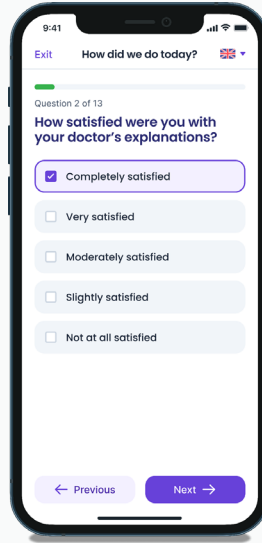 9:41
Exit How did we do today?
Question 2 of 13
How satisfied were you with
your doctor's explanations?
Completely satisfied
Very satisfied
Moderately satisfied
Slightly satisfied
Not at all satisfied
← Previous Next →